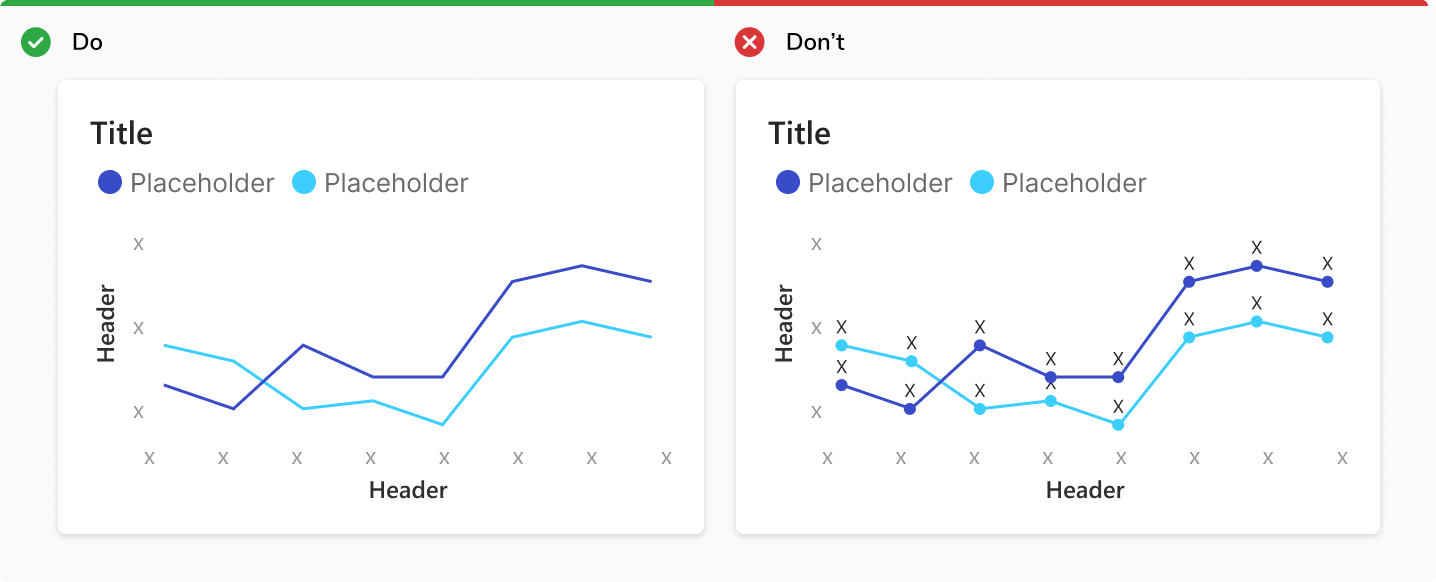 Do
Title
Placeholder Placeholder
x
x
x
Header
x x x x x x x x
Header
Don’t
Title
Placeholder Placeholder
x
x
x
Header
X X X
X X X
X X X X X
X X X X
X
x x x x x x x x
Header